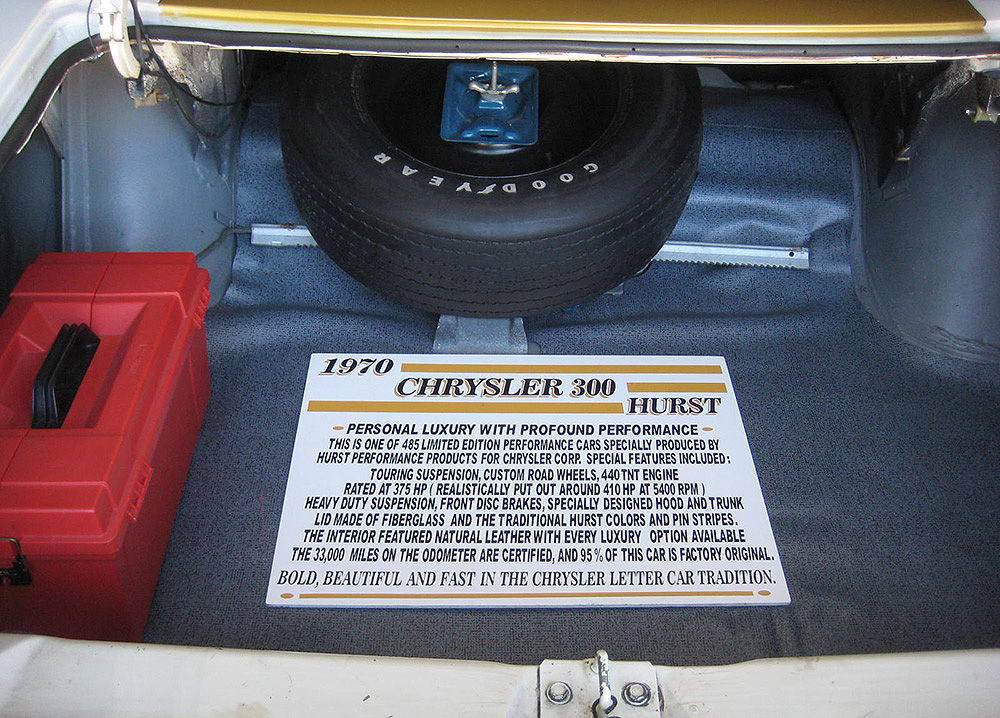 GOODYEAR
1970
CHRYSLER 300
HURST
PERSONAL LUXURY WITH PROFOUND PERFORMANCE
THIS IS ONE OF 485 LIMITED EDITION PERFORMANCE CARS SPECIALLY PRODUCED BY
HURST PERFORMANCE PRODUCTS FOR CHRYSLER CORP. SPECIAL FEATURES INCLUDED:
TOURING SUSPENSION, CUSTOM ROAD WHEELS, 440 TNT ENGINE
RATED AT 375 HP ( REALISTICALLY PUT OUT AROUND 410 HP AT 5400 RPM )
HEAVY DUTY SUSPENSION, FRONT DISC BRAKES, SPECIALLY DESIGNED HOOD AND TRUNK
LID MADE OF FIBERGLASS AND THE TRADITIONAL HURST COLORS AND PIN STRIPES.
THE INTERIOR FEATURED NATURAL LEATHER WITH EVERY LUXURY OPTION AVAILABLE
THE 33,000 MILES ON THE ODOMETER ARE CERTIFIED, AND 95% OF THIS CAR IS FACTORY ORIGINAL.
BOLD, BEAUTIFUL AND FAST IN THE CHRYSLER LETTER CAR TRADITION.